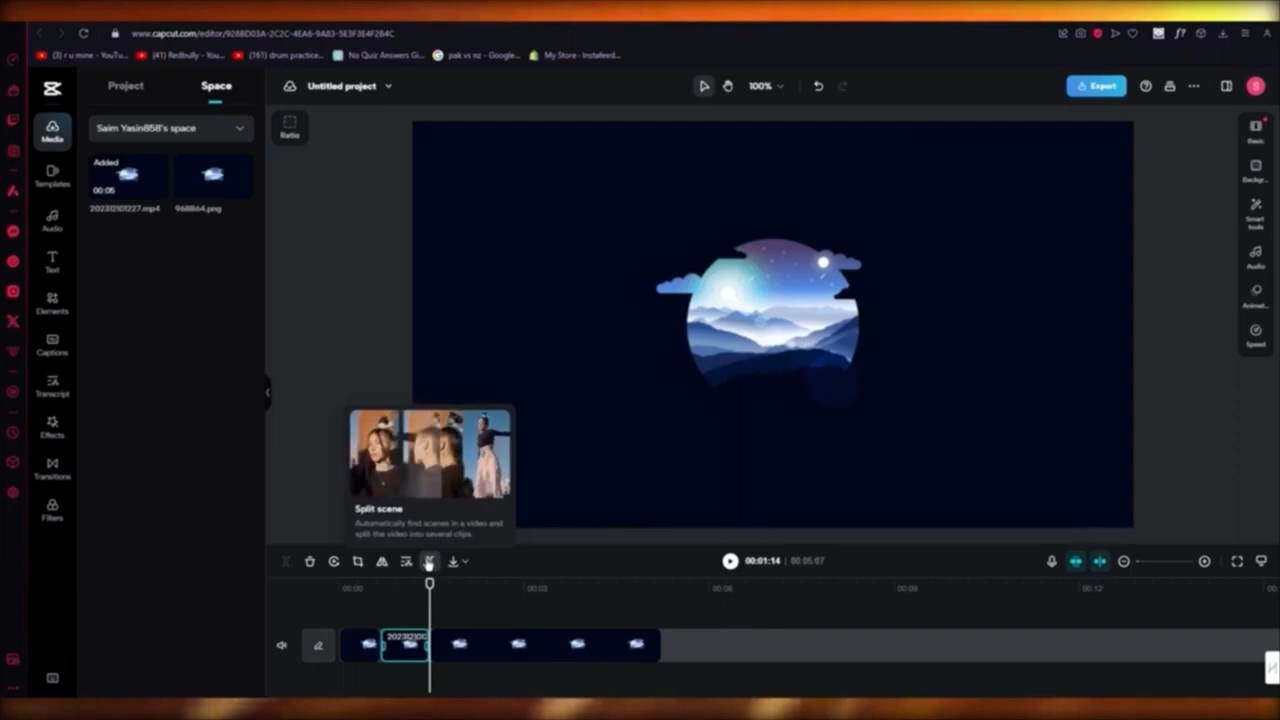 www.capcut.com/editor/928BD03A-2C2C-4EA6-9A83-5E3F3E4F2B4C
(3) r u mine - YouTu...
(41) Redbully - You...
(161) drum practice...
No Quiz Answers Gi...
pak vs nz - Google...
My Store - Instafeed...
Project
Space
Untitled project
100%
Export
Saim Yasin858's space
Ratio
Media
Templates
Audio
Text
Elements
Captions
Transcript
Effects
Transitions
Filters
Added
00:05
202312101227.mp4
968864.png
Basic
Backgr...
Smart
tools
Audio
Animat...
Speed
Split scene
Automatically find scenes in a video and
split the video into several clips.
00:01:14 | 00:05:07
00:00
00:03
00:06
00:09
00:12